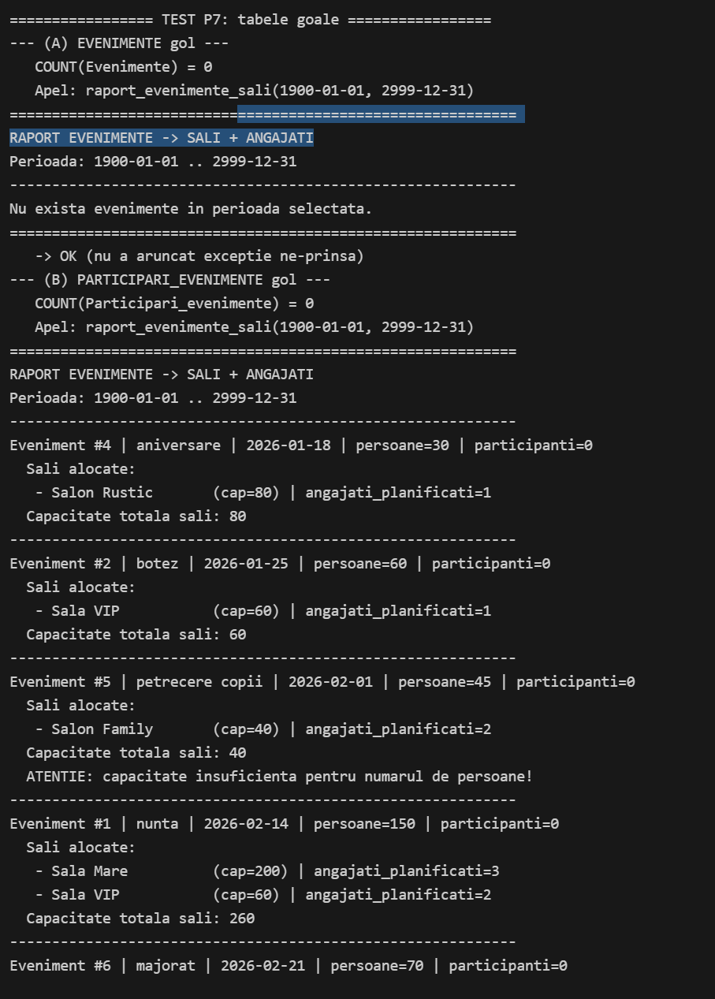 ================= TEST P7: tabele goale =================
--- (A) EVENIMENTE gol ---
   COUNT(Evenimente) = 0
   Apel: raport_evenimente_sali(1900-01-01, 2999-12-31)
============================================================
RAPORT EVENIMENTE -> SALI + ANGAJATI
Perioada: 1900-01-01 .. 2999-12-31
------------------------------------------------------------
Nu exista evenimente in perioada selectata.
============================================================
   -> OK (nu a aruncat exceptie ne-prinsa)
--- (B) PARTICIPARI_EVENIMENTE gol ---
   COUNT(Participari_evenimente) = 0
   Apel: raport_evenimente_sali(1900-01-01, 2999-12-31)
============================================================
RAPORT EVENIMENTE -> SALI + ANGAJATI
Perioada: 1900-01-01 .. 2999-12-31
------------------------------------------------------------
Eveniment #4 | aniversare | 2026-01-18 | persoane=30 | participanti=0
  Sali alocate:
   - Salon Rustic       (cap=80) | angajati_planificati=1
  Capacitate totala sali: 80
------------------------------------------------------------
Eveniment #2 | botez | 2026-01-25 | persoane=60 | participanti=0
  Sali alocate:
   - Sala VIP           (cap=60) | angajati_planificati=1
  Capacitate totala sali: 60
------------------------------------------------------------
Eveniment #5 | petrecere copii | 2026-02-01 | persoane=45 | participanti=0
  Sali alocate:
   - Salon Family       (cap=40) | angajati_planificati=2
  Capacitate totala sali: 40
  ATENTIE: capacitate insuficienta pentru numarul de persoane!
------------------------------------------------------------
Eveniment #1 | nunta | 2026-02-14 | persoane=150 | participanti=0
  Sali alocate:
   - Sala Mare          (cap=200) | angajati_planificati=3
   - Sala VIP           (cap=60) | angajati_planificati=2
  Capacitate totala sali: 260
------------------------------------------------------------
Eveniment #6 | majorat | 2026-02-21 | persoane=70 | participanti=0